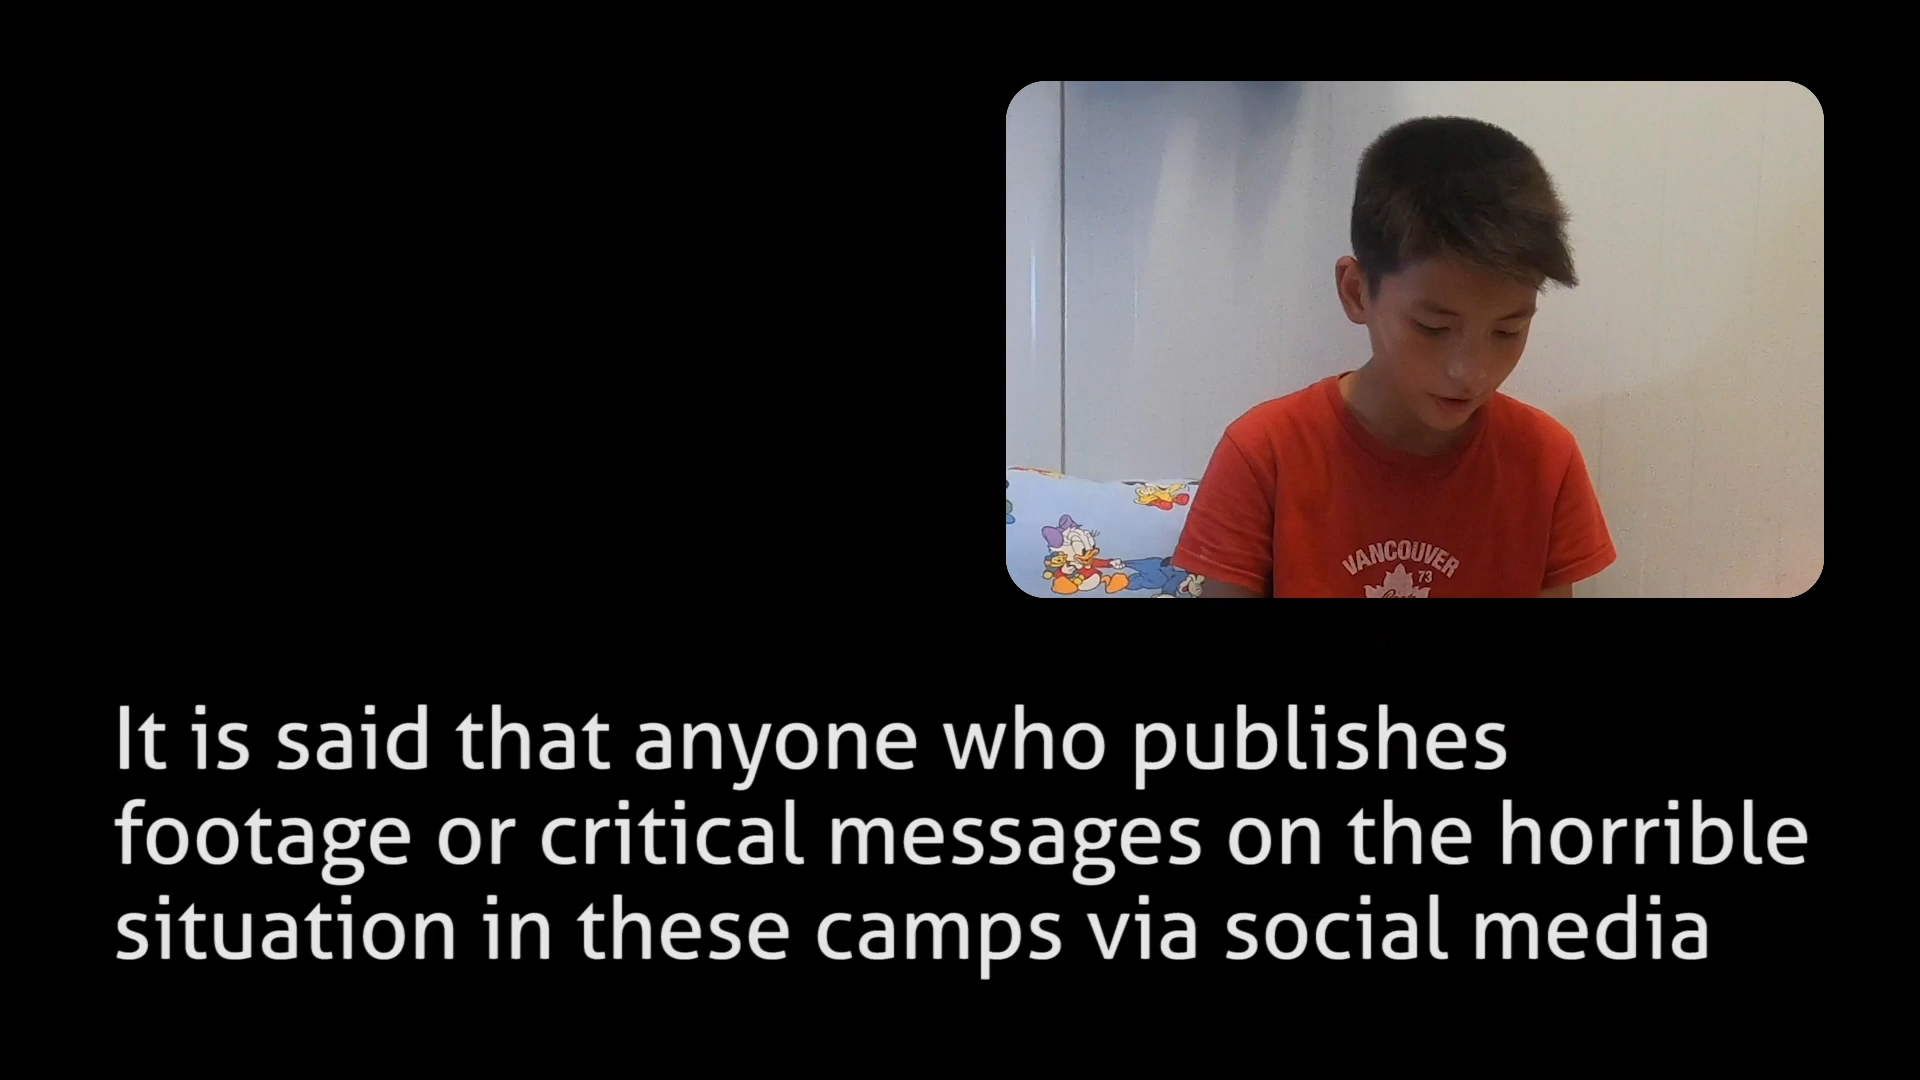 VANCOUVER
73
It is said that anyone who publishes
footage or critical messages on the horrible
situation in these camps via social media